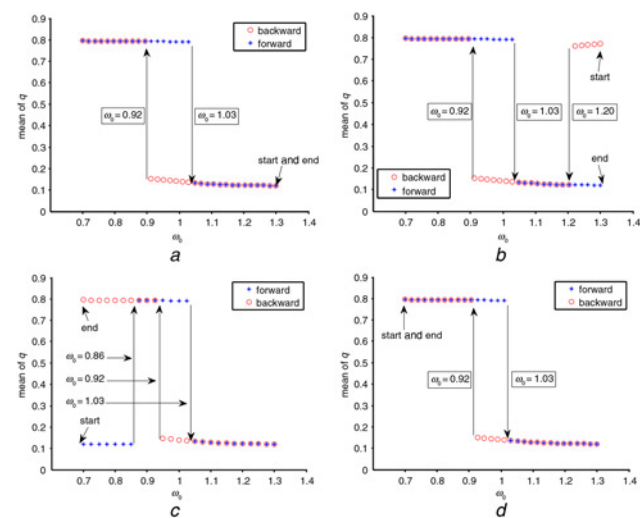 0.9
0.8
0.7
0.6
0.5
0.4
0.3
0.2
0.1
0
mean of q
backward
forward
ω0=0.92
ω0=1.03
start and end
0.7 0.8 0.9 1 1.1 1.2 1.3 1.4
ω0
a
0.9
0.8
0.7
0.6
0.5
0.4
0.3
0.2
0.1
0
mean of q
start
ω0=0.92
ω0=1.03
ω0=1.20
backward
forward
end
0.7 0.8 0.9 1 1.1 1.2 1.3 1.4
ω0
b
0.9
0.8
0.7
0.6
0.5
0.4
0.3
0.2
0.1
0
mean of q
forward
backward
end
ω0=0.86
ω0=0.92
ω0=1.03
start
0.7 0.8 0.9 1 1.1 1.2 1.3 1.4
ω0
c
0.9
0.8
0.7
0.6
0.5
0.4
0.3
0.2
0.1
0
mean of q
forward
backward
start and end
ω0=0.92
ω0=1.03
0.7 0.8 0.9 1 1.1 1.2 1.3 1.4
ω0
d